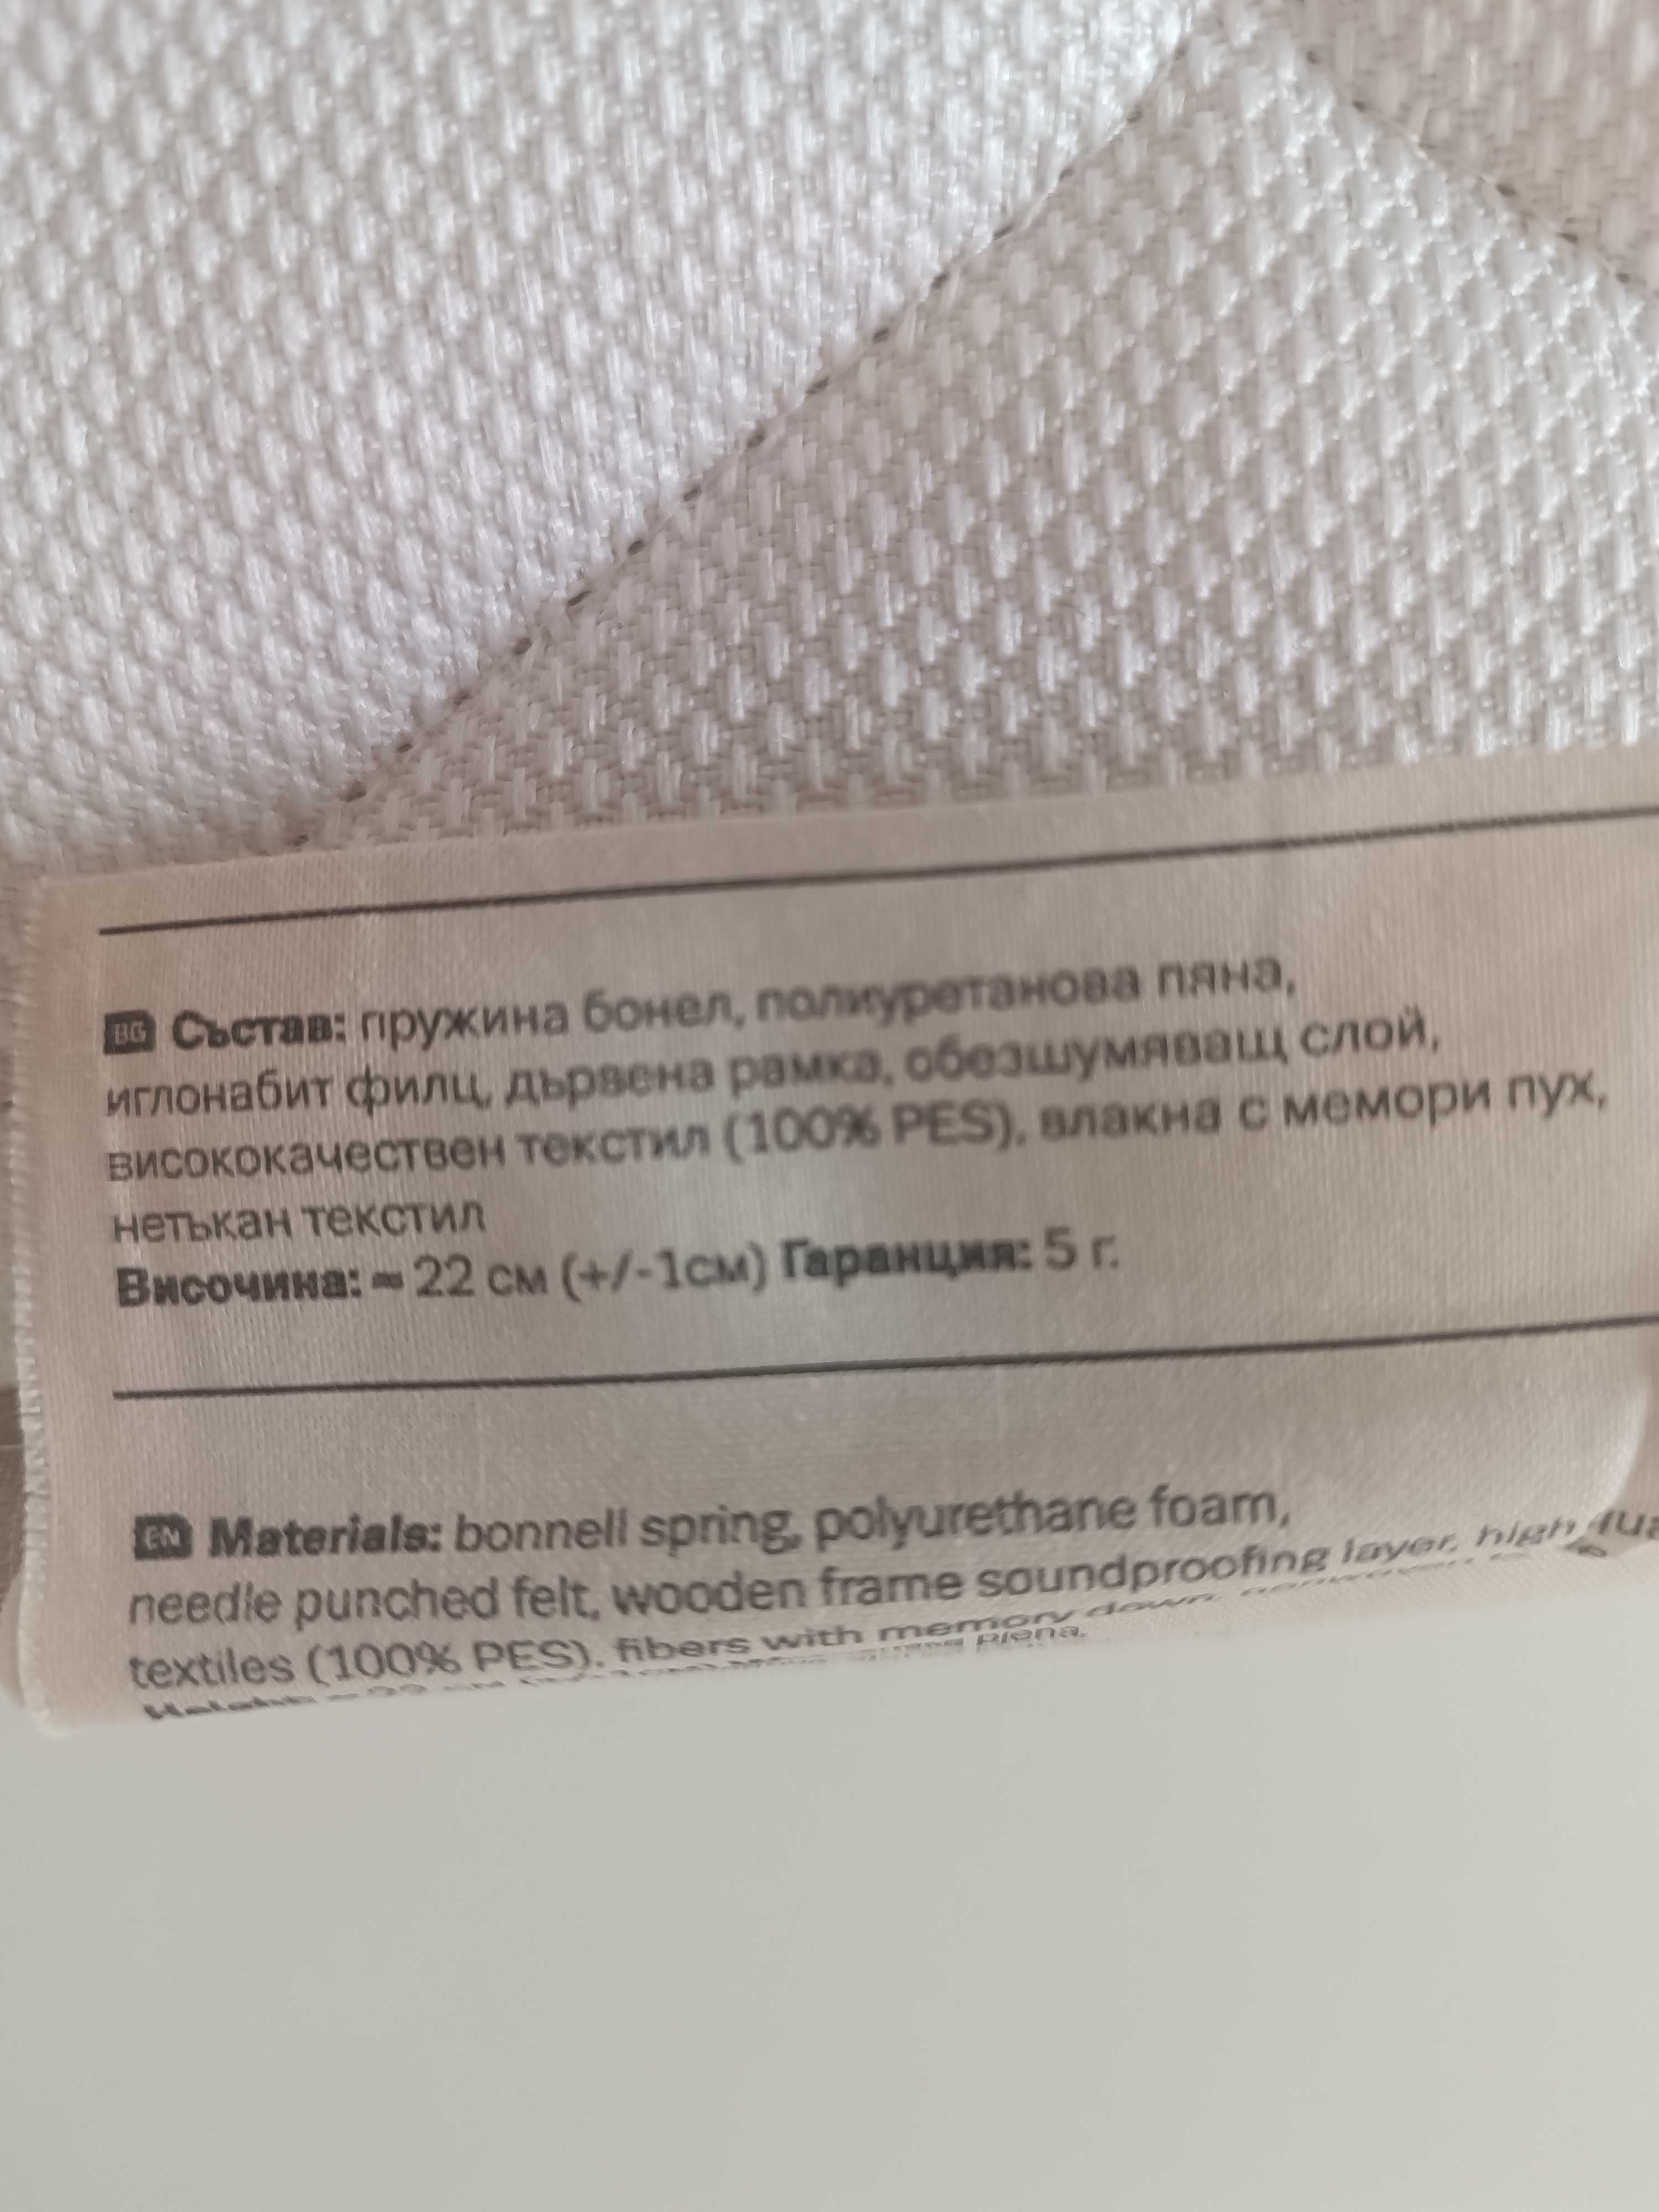 BG Състав: пружина бонел, полиуретанова пяна,
иглонабит филц, дървена рамка, обезшумяващ слой,
висококачествен текстил (100% PES), влакна с мемори пух,
нетъкан текстил
Височина: ≈ 22 см (+/-1см) Гаранция: 5 г.
EN Materials: bonnell spring, polyurethane foam,
needle punched felt, wooden frame soundproofing layer, high
textiles (100% PES), fibers with memory down,
pjena,